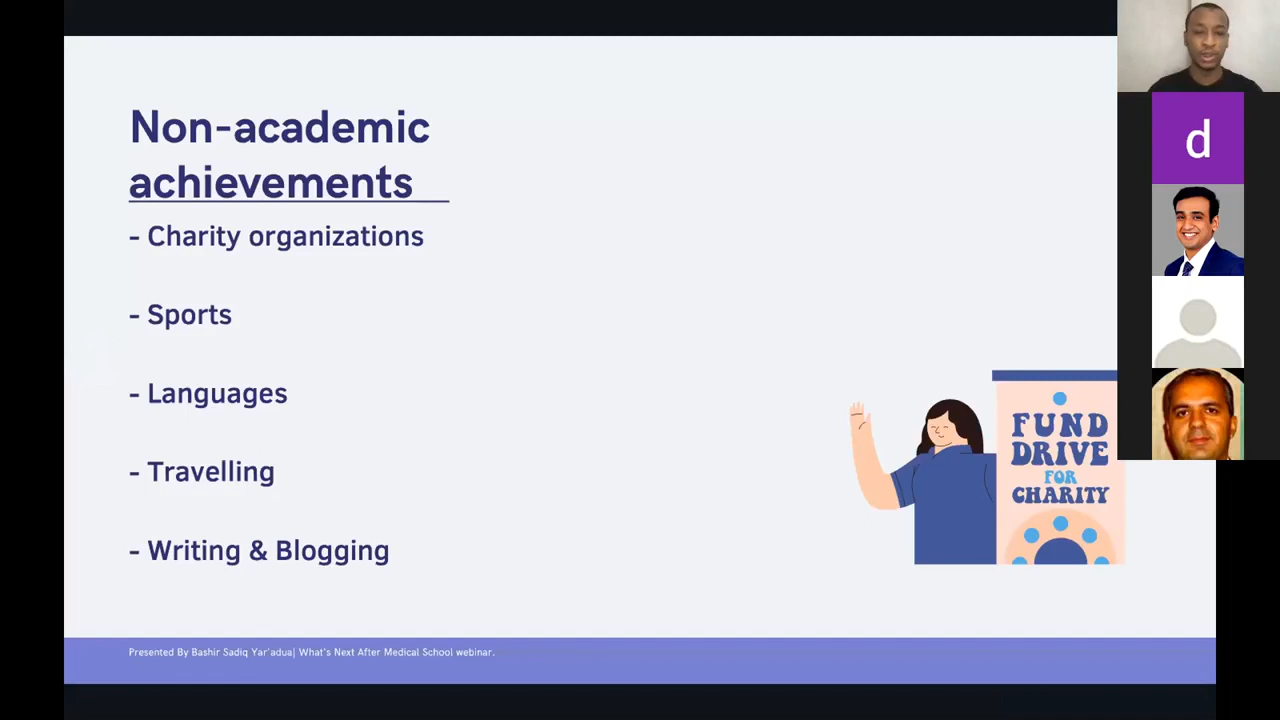 Non-academic
achievements
- Charity organizations
- Sports
- Languages
- Travelling
- Writing & Blogging
FUND
DRIVE
FOR
CHARITY
d
Presented By Bashir Sadiq Yar'adua| What's Next After Medical School webinar.